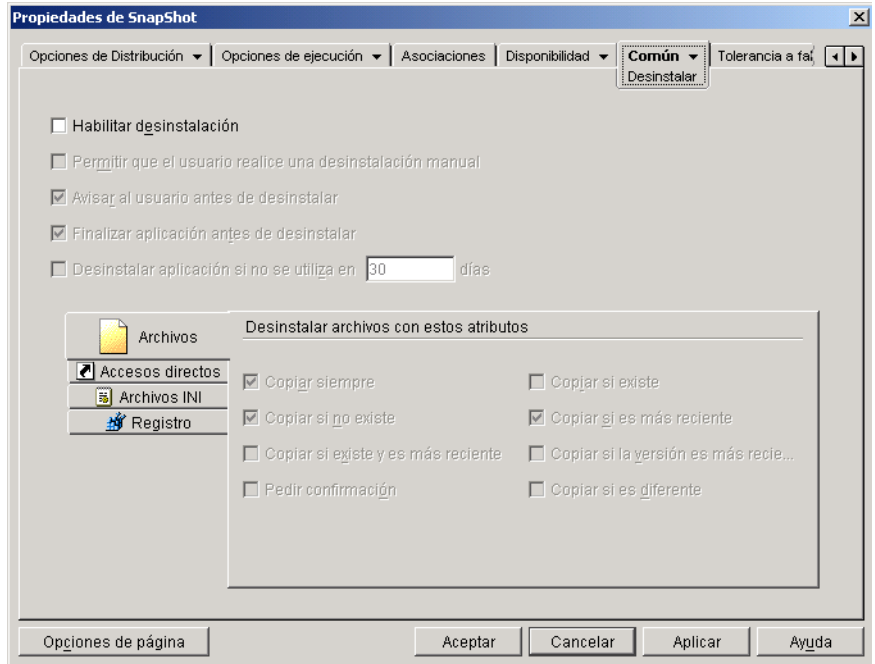 Propiedades de SnapShot
Opciones de Distribución Opciones de ejecución Asociaciones Disponibilidad Común Tolerancia a fal
Desinstalar
Habilitar desinstalación
Permitir que el usuario realice una desinstalación manual
Avisar al usuario antes de desinstalar
Finalizar aplicación antes de desinstalar
Desinstalar aplicación si no se utiliza en 30 días
Archivos
Accesos directos
Archivos INI
Registro
Desinstalar archivos con estos atributos
Copiar siempre Copiar si existe
Copiar si no existe Copiar si es más reciente
Copiar si existe y es más reciente Copiar si la versión es más recie...
Pedir confirmación Copiar si es diferente
Opciones de página Aceptar Cancelar Aplicar Ayuda